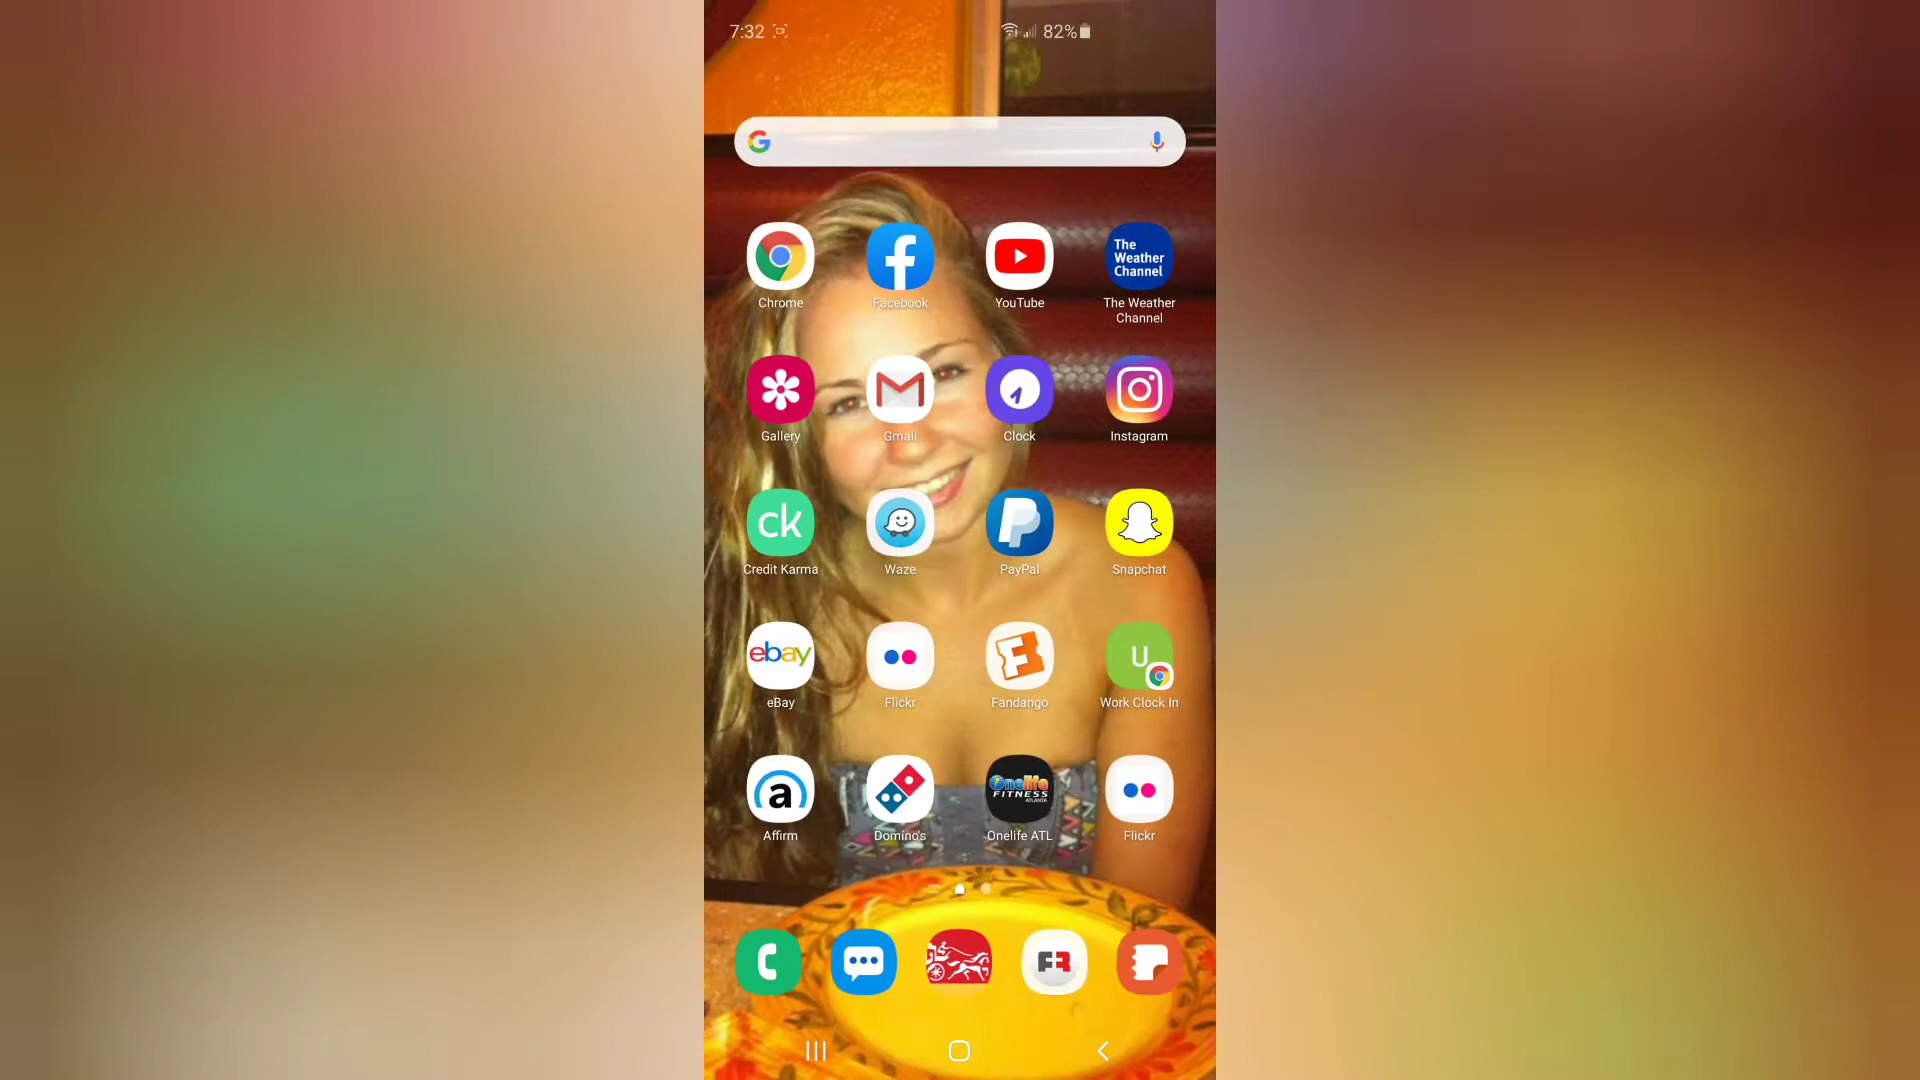 7:32
82%
Chrome
Facebook
YouTube
The
Weather
Channel
The Weather
Channel
Gallery
Gmail
Clock
Instagram
ck
Credit Karma
Waze
PayPal
Snapchat
ebay
eBay
Flickr
Fandango
U
Work Clock In
a
Affirm
Domino's
Onelife
FITNESS
ATLANTA
Onelife ATL
Flickr